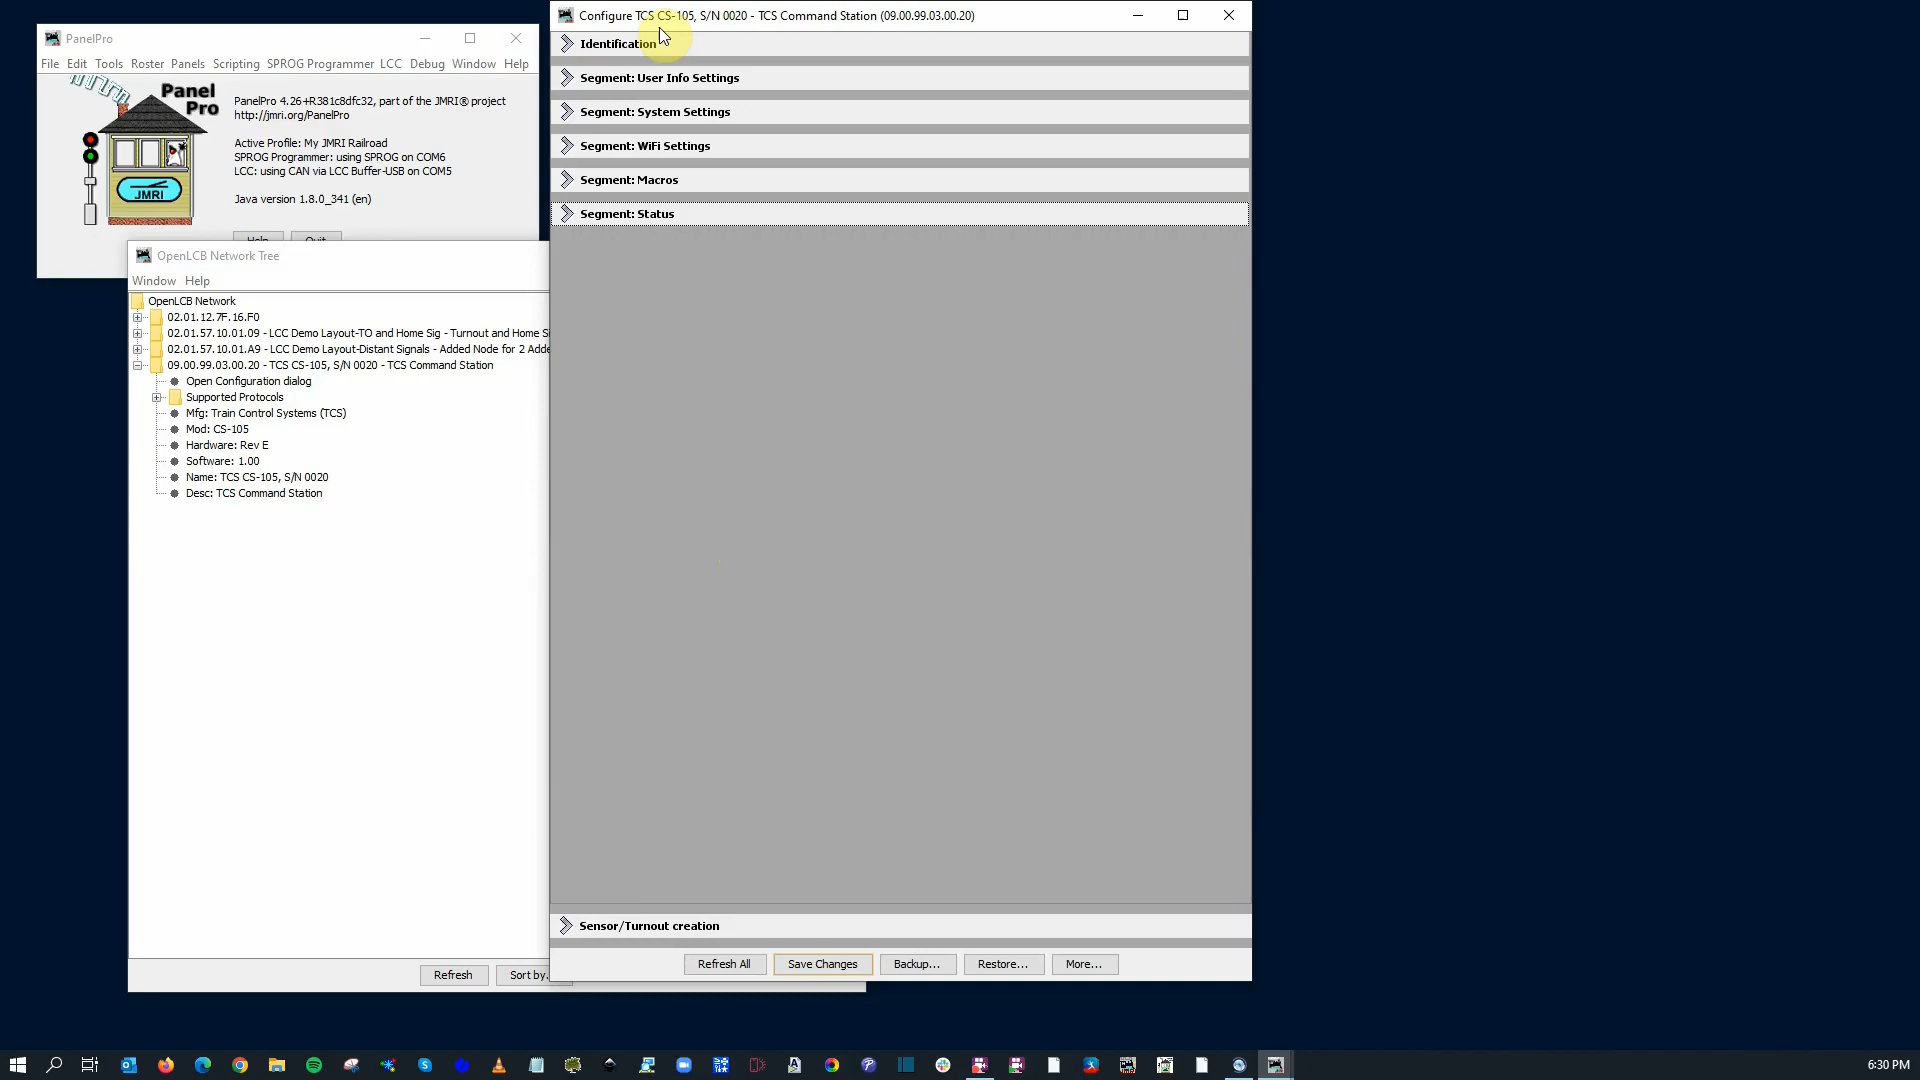 PanelPro
File Edit Tools Roster Panels Scripting SPROG Programmer LCC Debug Window Help
Panel
Pro
JMRI
PanelPro 4.26+R381c8dfc32, part of the JMRI® project
http://jmri.org/PanelPro
Active Profile: My JMRI Railroad
SPROG Programmer: using SPROG on COM6
LCC: using CAN via LCC Buffer-USB on COM5
Java version 1.8.0_341 (en)
Help Quit
OpenLCB Network Tree
Window Help
OpenLCB Network
02.01.12.7F.16.F0
02.01.57.10.01.09 - LCC Demo Layout-TO and Home Sig - Turnout and Home Si
02.01.57.10.01.A9 - LCC Demo Layout-Distant Signals - Added Node for 2 Adde
09.00.99.03.00.20 - TCS CS-105, S/N 0020 - TCS Command Station
Open Configuration dialog
Supported Protocols
Mfg: Train Control Systems (TCS)
Mod: CS-105
Hardware: Rev E
Software: 1.00
Name: TCS CS-105, S/N 0020
Desc: TCS Command Station
Refresh Sort by.
Configure TCS CS-105, S/N 0020 - TCS Command Station (09.00.99.03.00.20)
Identification
Segment: User Info Settings
Segment: System Settings
Segment: WiFi Settings
Segment: Macros
Segment: Status
Sensor/Turnout creation
Refresh All Save Changes Backup... Restore... More...
6:30 PM